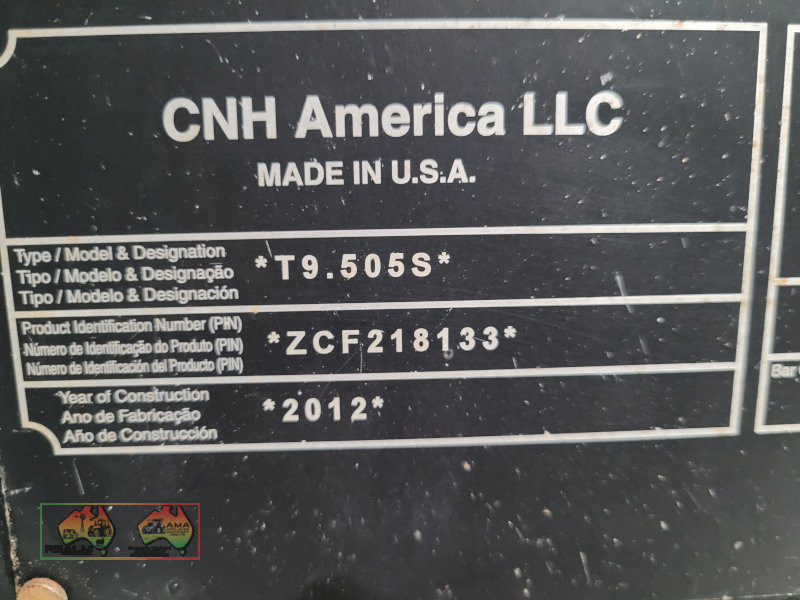 CNH America LLC
MADE IN U.S.A.
Type / Model & Designation
Tipo / Modelo & Designação
Tipo / Modelo & Designación
*T9.505S*
Product Identification Number (PIN)
Número de Identificação do Produto (PIN)
Número de Identificación del Producto (PIN)
*ZCF218133*
Year of Construction
Ano de Fabricação
Año de Construcción
*2012*
Bar
AMA